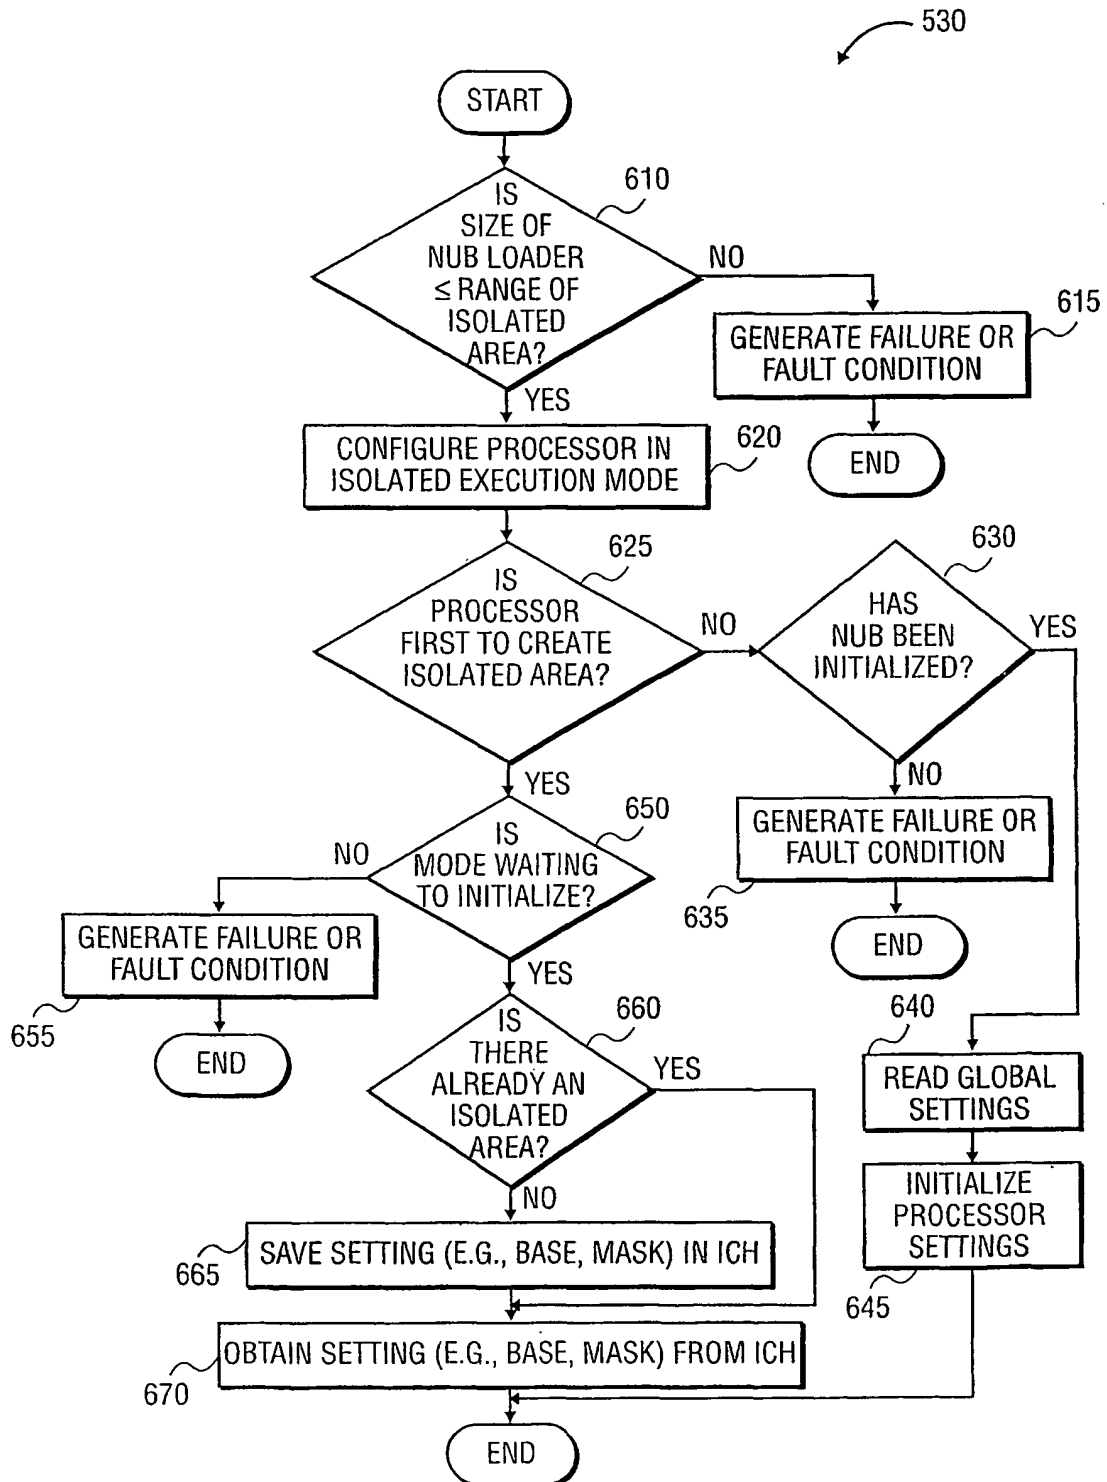 530
START
610
IS
SIZE OF
NUB LOADER
≤ RANGE OF
ISOLATED
AREA?
NO
615
GENERATE FAILURE OR
FAULT CONDITION
END
YES
CONFIGURE PROCESSOR IN
ISOLATED EXECUTION MODE
620
625
IS
PROCESSOR
FIRST TO CREATE
ISOLATED AREA?
NO
630
HAS
NUB BEEN
INITIALIZED?
YES
NO
GENERATE FAILURE OR
FAULT CONDITION
635
END
YES
650
IS
MODE WAITING
TO INITIALIZE?
NO
GENERATE FAILURE OR
FAULT CONDITION
655
END
YES
660
IS
THERE
ALREADY AN
ISOLATED
AREA?
YES
640
READ GLOBAL
SETTINGS
INITIALIZE
PROCESSOR
SETTINGS
645
NO
SAVE SETTING (E.G., BASE, MASK) IN ICH
665
OBTAIN SETTING (E.G., BASE, MASK) FROM ICH
670
END